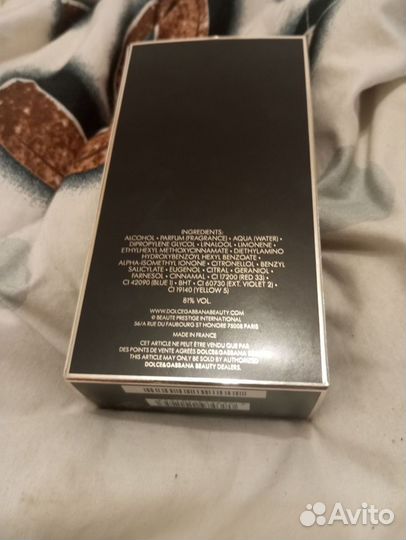 INGREDIENTS:
ALCOHOL • PARFUM (FRAGRANCE) • AQUA (WATER) •
DIPROPYLENE GLYCOL • LINALOOL • LIMONENE •
ETHYLHEXYL METHOXYCINNAMATE • DIETHYLAMINO
HYDROXYBENZOYL HEXYL BENZOATE •
ALPHA-ISOMETHYL IONONE • CITRONELLOL • BENZYL
SALICYLATE • EUGENOL • CITRAL • GERANIOL •
FARNESOL • CINNAMAL • CI 17200 (RED 33) •
CI 42090 (BLUE 1) • BHT • CI 60730 (EXT. VIOLET 2) •
CI 19140 (YELLOW 5)
81% VOL.
WWW.DOLCEGABBANABEAUTY.COM
© BEAUTE PRESTIGE INTERNATIONAL
56/A RUE DU FAUBOURG ST HONORE 75008 PARIS
MADE IN FRANCE
CET ARTICLE NE PEUT ÊTRE VENDU QUE PAR
DES POINTS DE VENTE AGRÉÉS DOLCE&GABBANA BEAUTY
THIS ARTICLE MAY ONLY BE SOLD BY AUTHORIZED
DOLCE&GABBANA BEAUTY DEALERS.
Avito